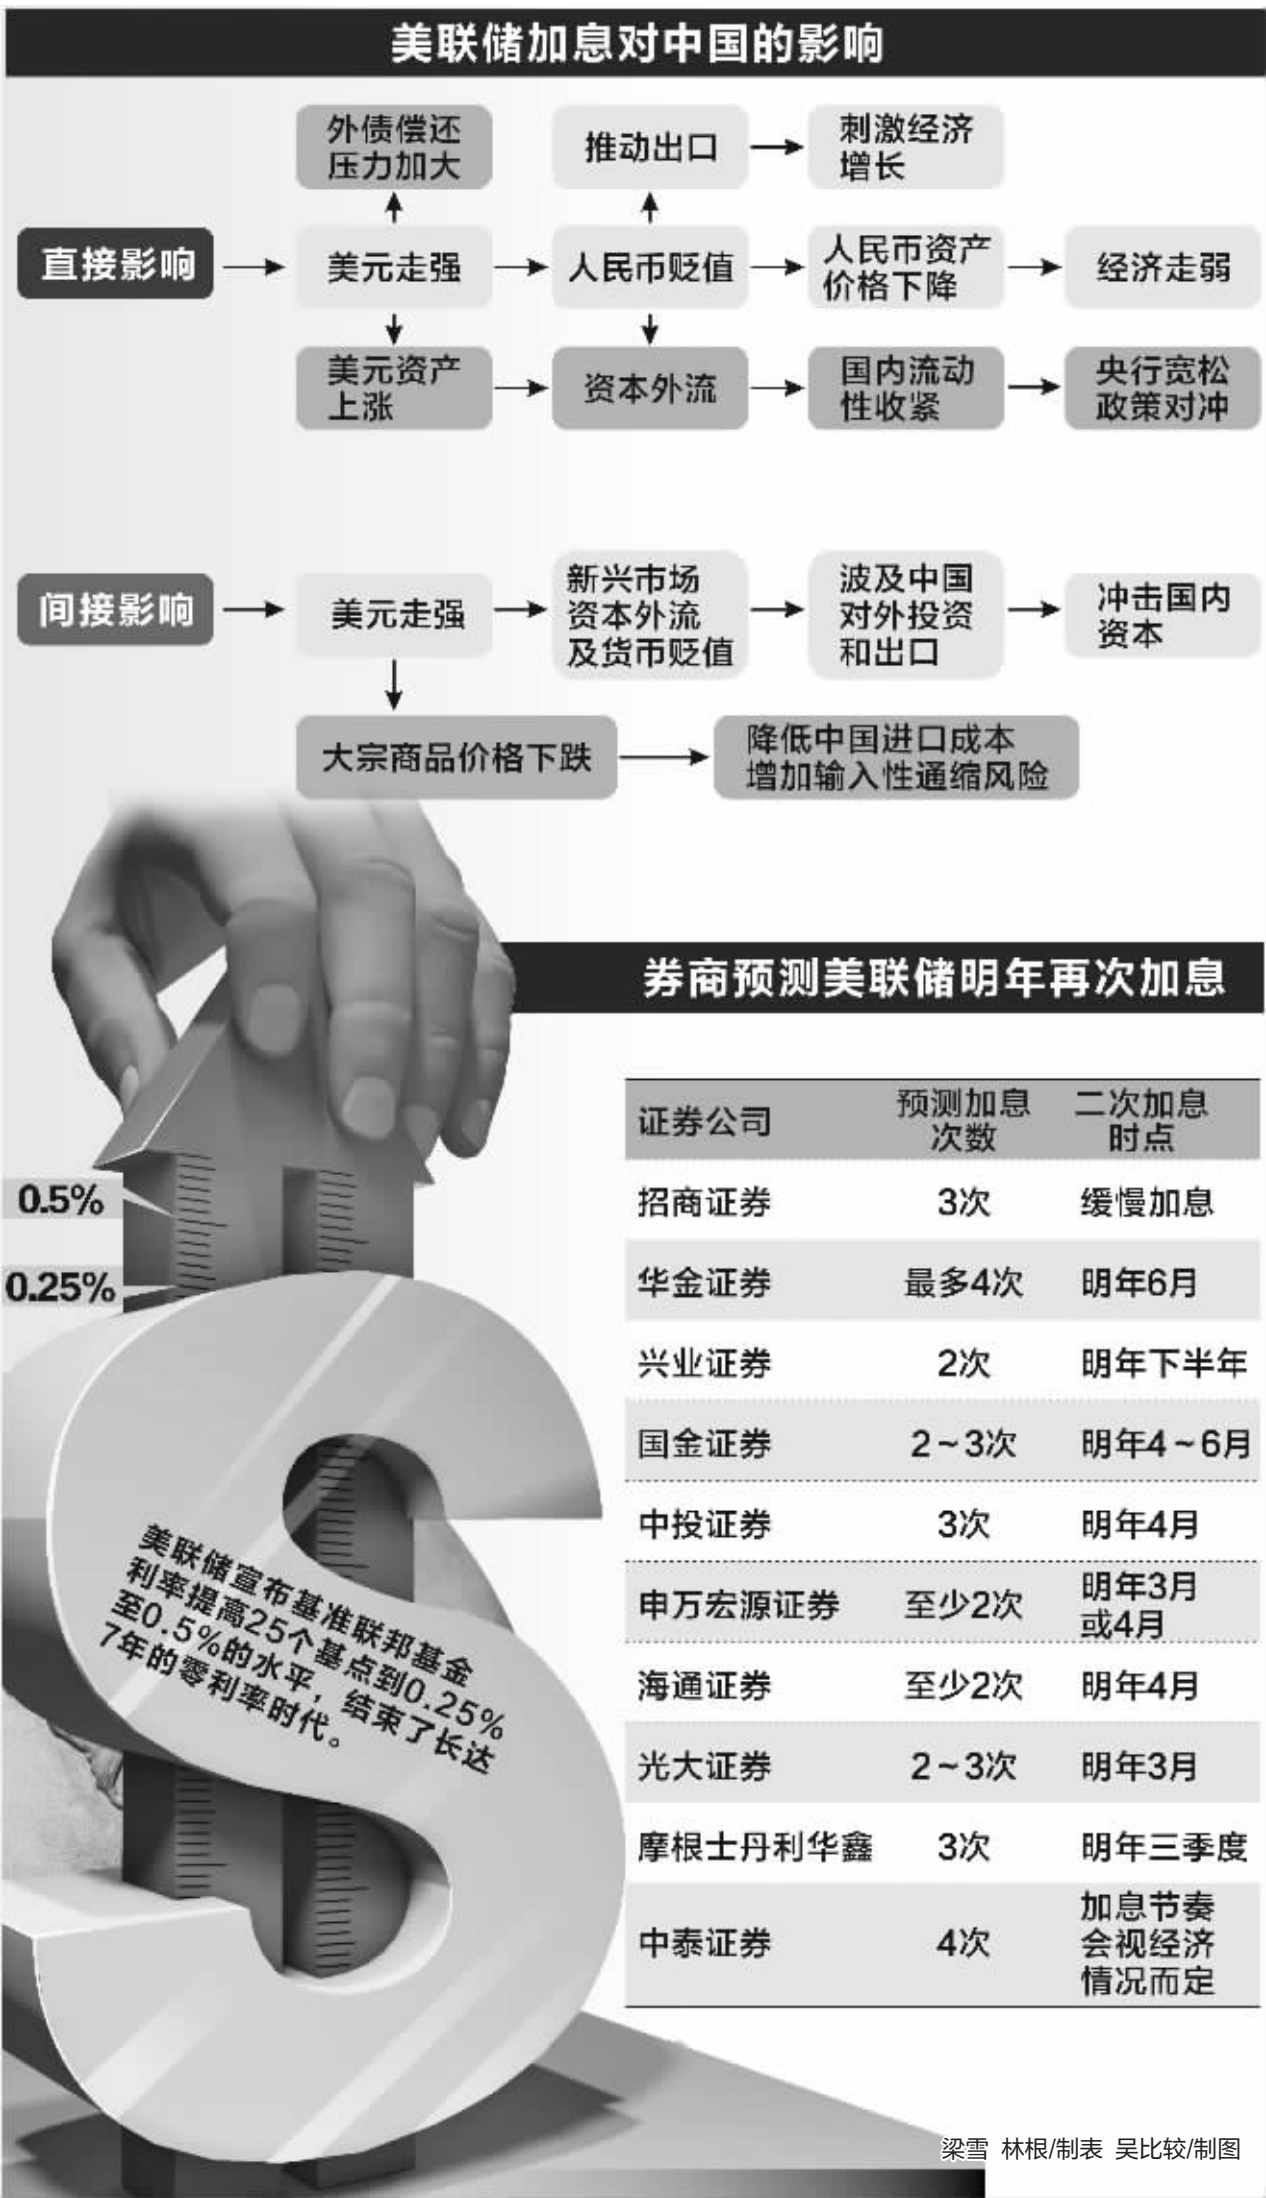 美联储加息对中国的影响
外债偿还
压力加大
推动出口
刺激经济
增长
直接影响
美元走强
人民币贬值
人民币资产
价格下降
经济走弱
美元资产
上涨
资本外流
国内流动
性收紧
央行宽松
政策对冲
间接影响
美元走强
新兴市场
资本外流
及货币贬值
波及中国
对外投资
和出口
冲击国内
资本
大宗商品价格下跌
降低中国进口成本
增加输入性通缩风险
券商预测美联储明年再次加息
0.5%
0.25%
美联储宣布基准联邦基金
利率提高25个基点到0.25%
至0.5%的水平，结束了长达
7年的零利率时代。
证券公司
预测加息
次数
二次加息
时点
招商证券 3次 缓慢加息
华金证券 最多4次 明年6月
兴业证券 2次 明年下半年
国金证券 2~3次 明年4~6月
中投证券 3次 明年4月
申万宏源证券 至少2次 明年3月
或4月
海通证券 至少2次 明年4月
光大证券 2~3次 明年3月
摩根士丹利华鑫 3次 明年三季度
中泰证券 4次 加息节奏
会视经济
情况而定
梁雪 林根/制表 吴比较/制图